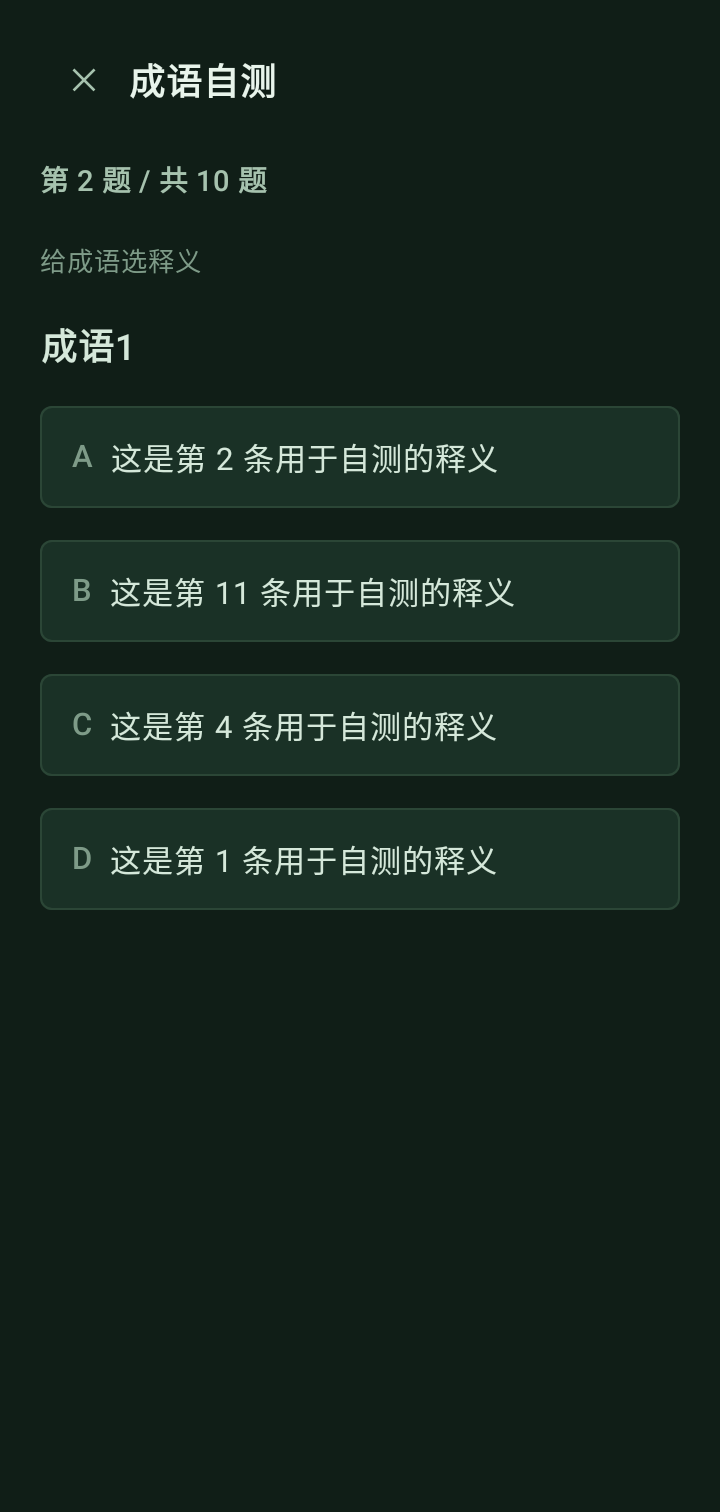 成语自测
第 2 题 / 共 10 题
给成语选释义
成语1
A 这是第 2 条用于自测的释义
B 这是第 11 条用于自测的释义
C 这是第 4 条用于自测的释义
D 这是第 1 条用于自测的释义